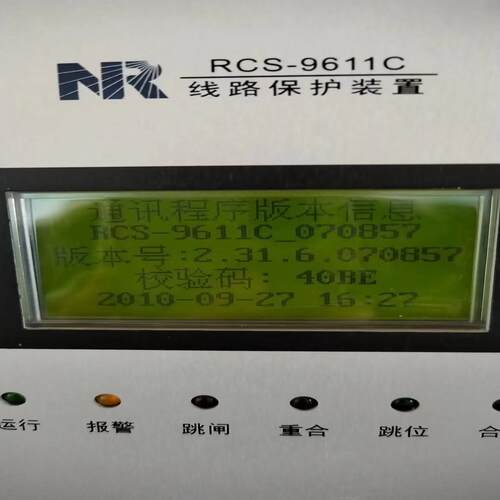 NR
RCS-9611C
线路保护装置
通讯程序版本信息
RCS-9611C_070857
版本号:2.31.6.070857
校验码: 40BE
2010-09-27 16:27
运行 报警 跳闸 重合 跳位 合